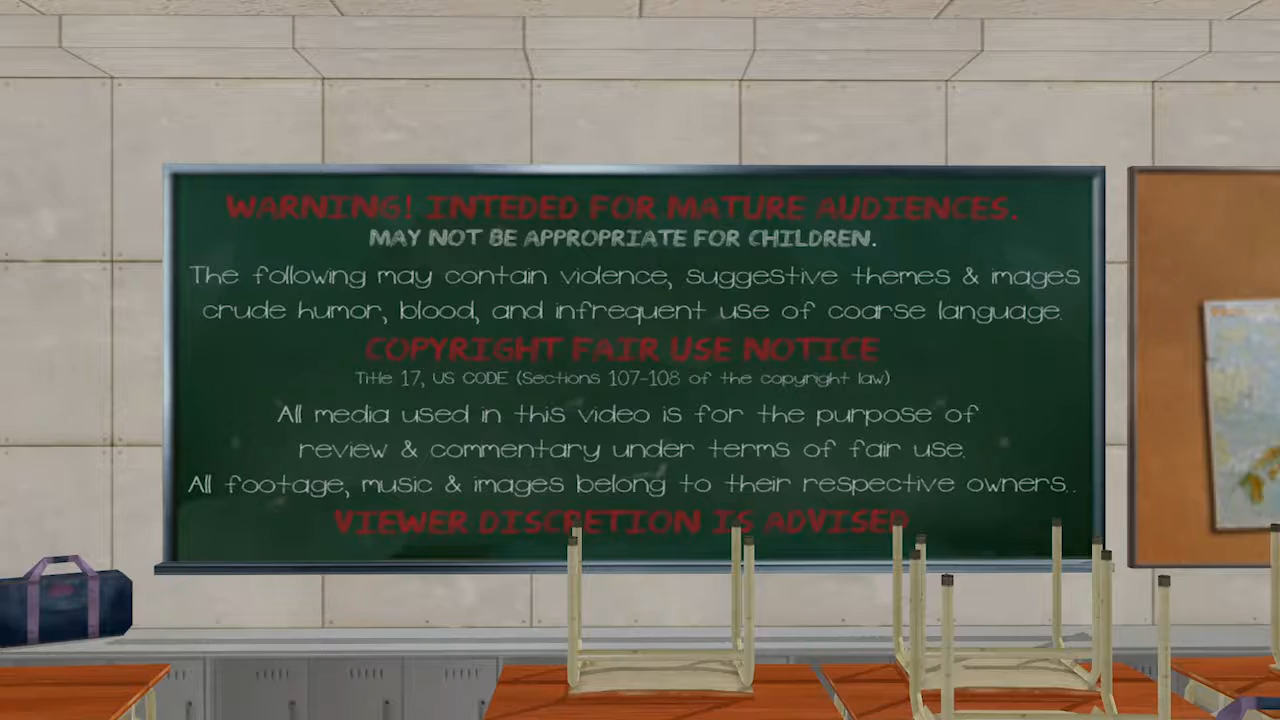 WARNING! INTEDED FOR MATURE AUDIENCES.
MAY NOT BE APPROPRIATE FOR CHILDREN.
The following may contain violence, suggestive themes & images
crude humor, blood, and infrequent use of coarse language.
COPYRIGHT FAIR USE NOTICE
Title 17, US CODE (Sections 107-108 of the copyright law)
All media used in this video is for the purpose of
review & commentary under terms of fair use.
All footage, music & images belong to their respective owners..
VIEWER DISCRETION IS ADVISED